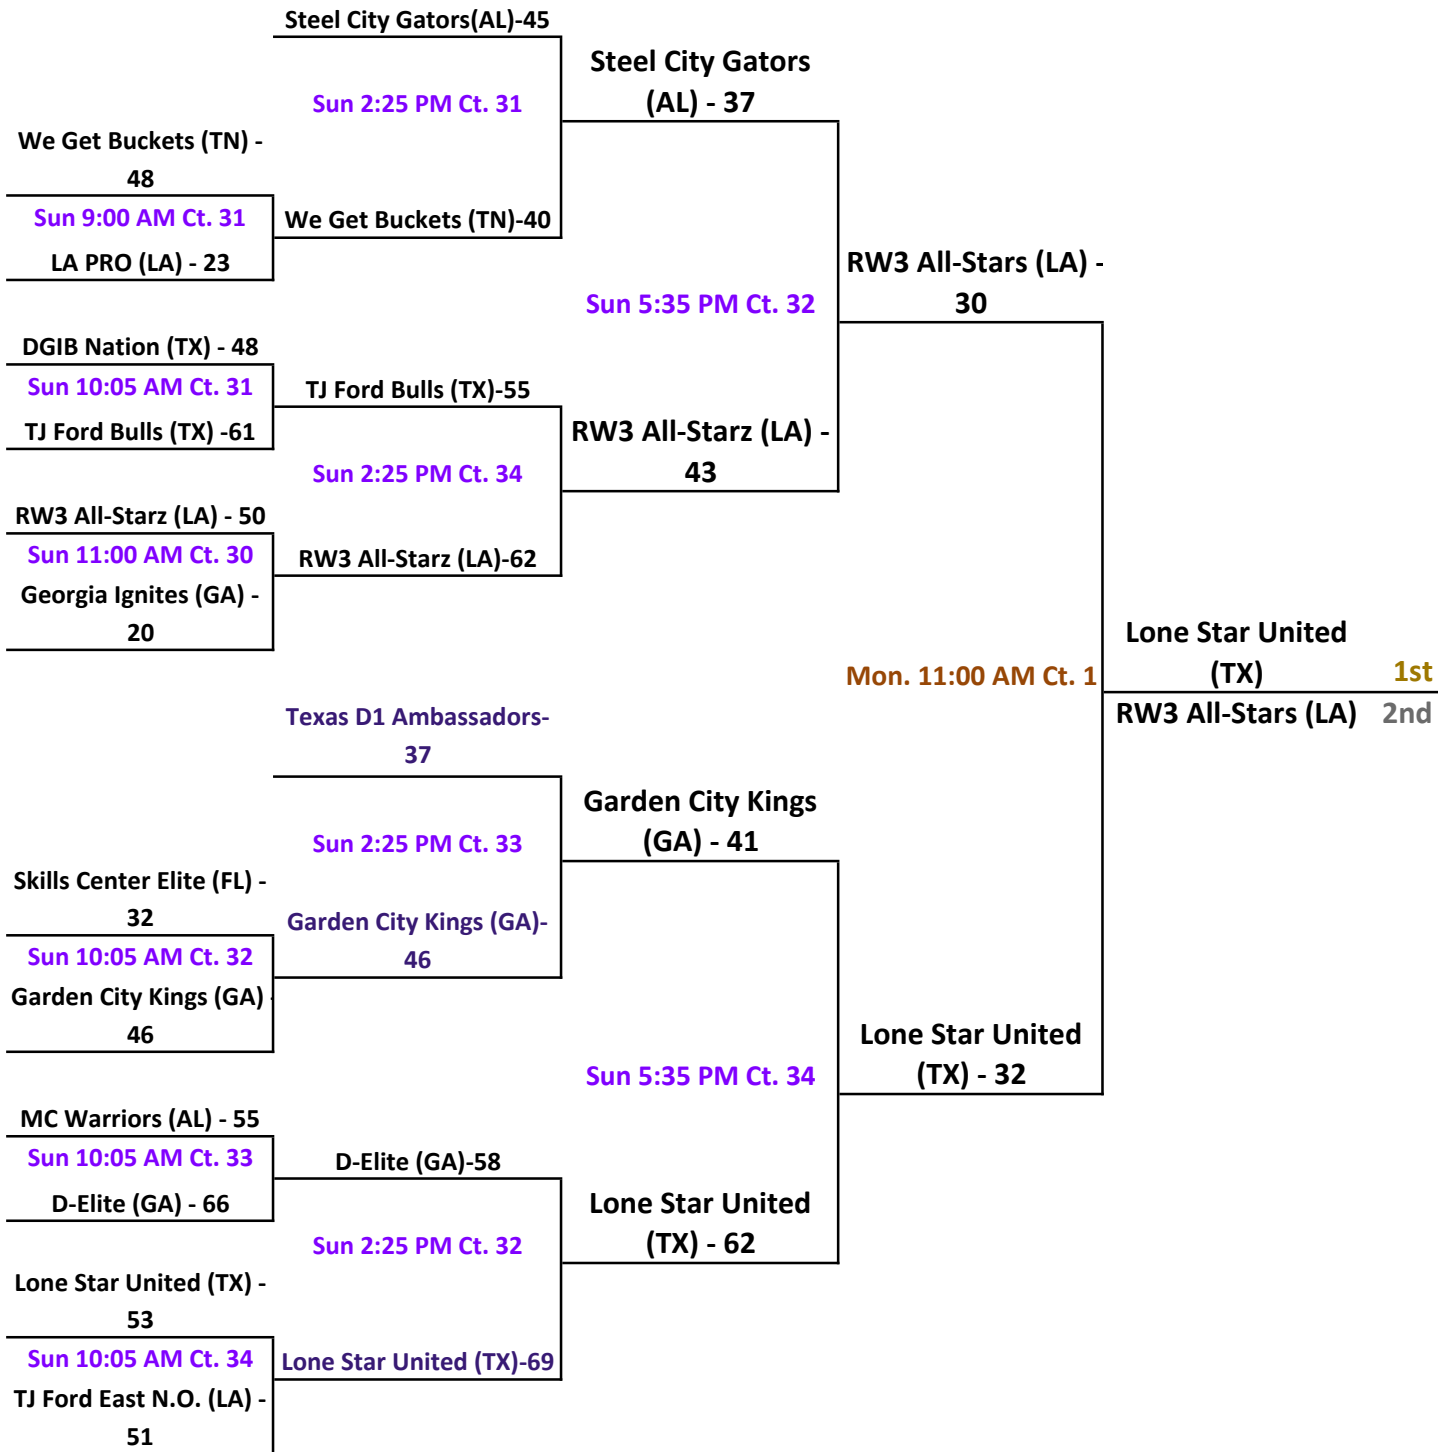 Steel City Gators(AL)-45
Sun 2:25 PM Ct. 31
We Get Buckets (TN) -
48
Sun 9:00 AM Ct. 31
LA PRO (LA) - 23
We Get Buckets (TN)-40
Steel City Gators
(AL) - 37
Sun 5:35 PM Ct. 32
DGIB Nation (TX) - 48
Sun 10:05 AM Ct. 31
TJ Ford Bulls (TX) -61
TJ Ford Bulls (TX)-55
Sun 2:25 PM Ct. 34
RW3 All-Starz (LA) - 50
Sun 11:00 AM Ct. 30
Georgia Ignites (GA) -
20
RW3 All-Starz (LA)-62
RW3 All-Starz (LA) -
43
RW3 All-Stars (LA) -
30
Mon. 11:00 AM Ct. 1
Lone Star United
(TX) 1st
RW3 All-Stars (LA) 2nd
Texas D1 Ambassadors-
37
Sun 2:25 PM Ct. 33
Skills Center Elite (FL) -
32
Sun 10:05 AM Ct. 32
Garden City Kings (GA) -
46
Garden City Kings (GA)-
46
Garden City Kings
(GA) - 41
Sun 5:35 PM Ct. 34
Lone Star United
(TX) - 32
MC Warriors (AL) - 55
Sun 10:05 AM Ct. 33
D-Elite (GA) - 66
D-Elite (GA)-58
Sun 2:25 PM Ct. 32
Lone Star United
(TX) - 62
Lone Star United (TX) -
53
Sun 10:05 AM Ct. 34
TJ Ford East N.O. (LA) -
51
Lone Star United (TX)-69